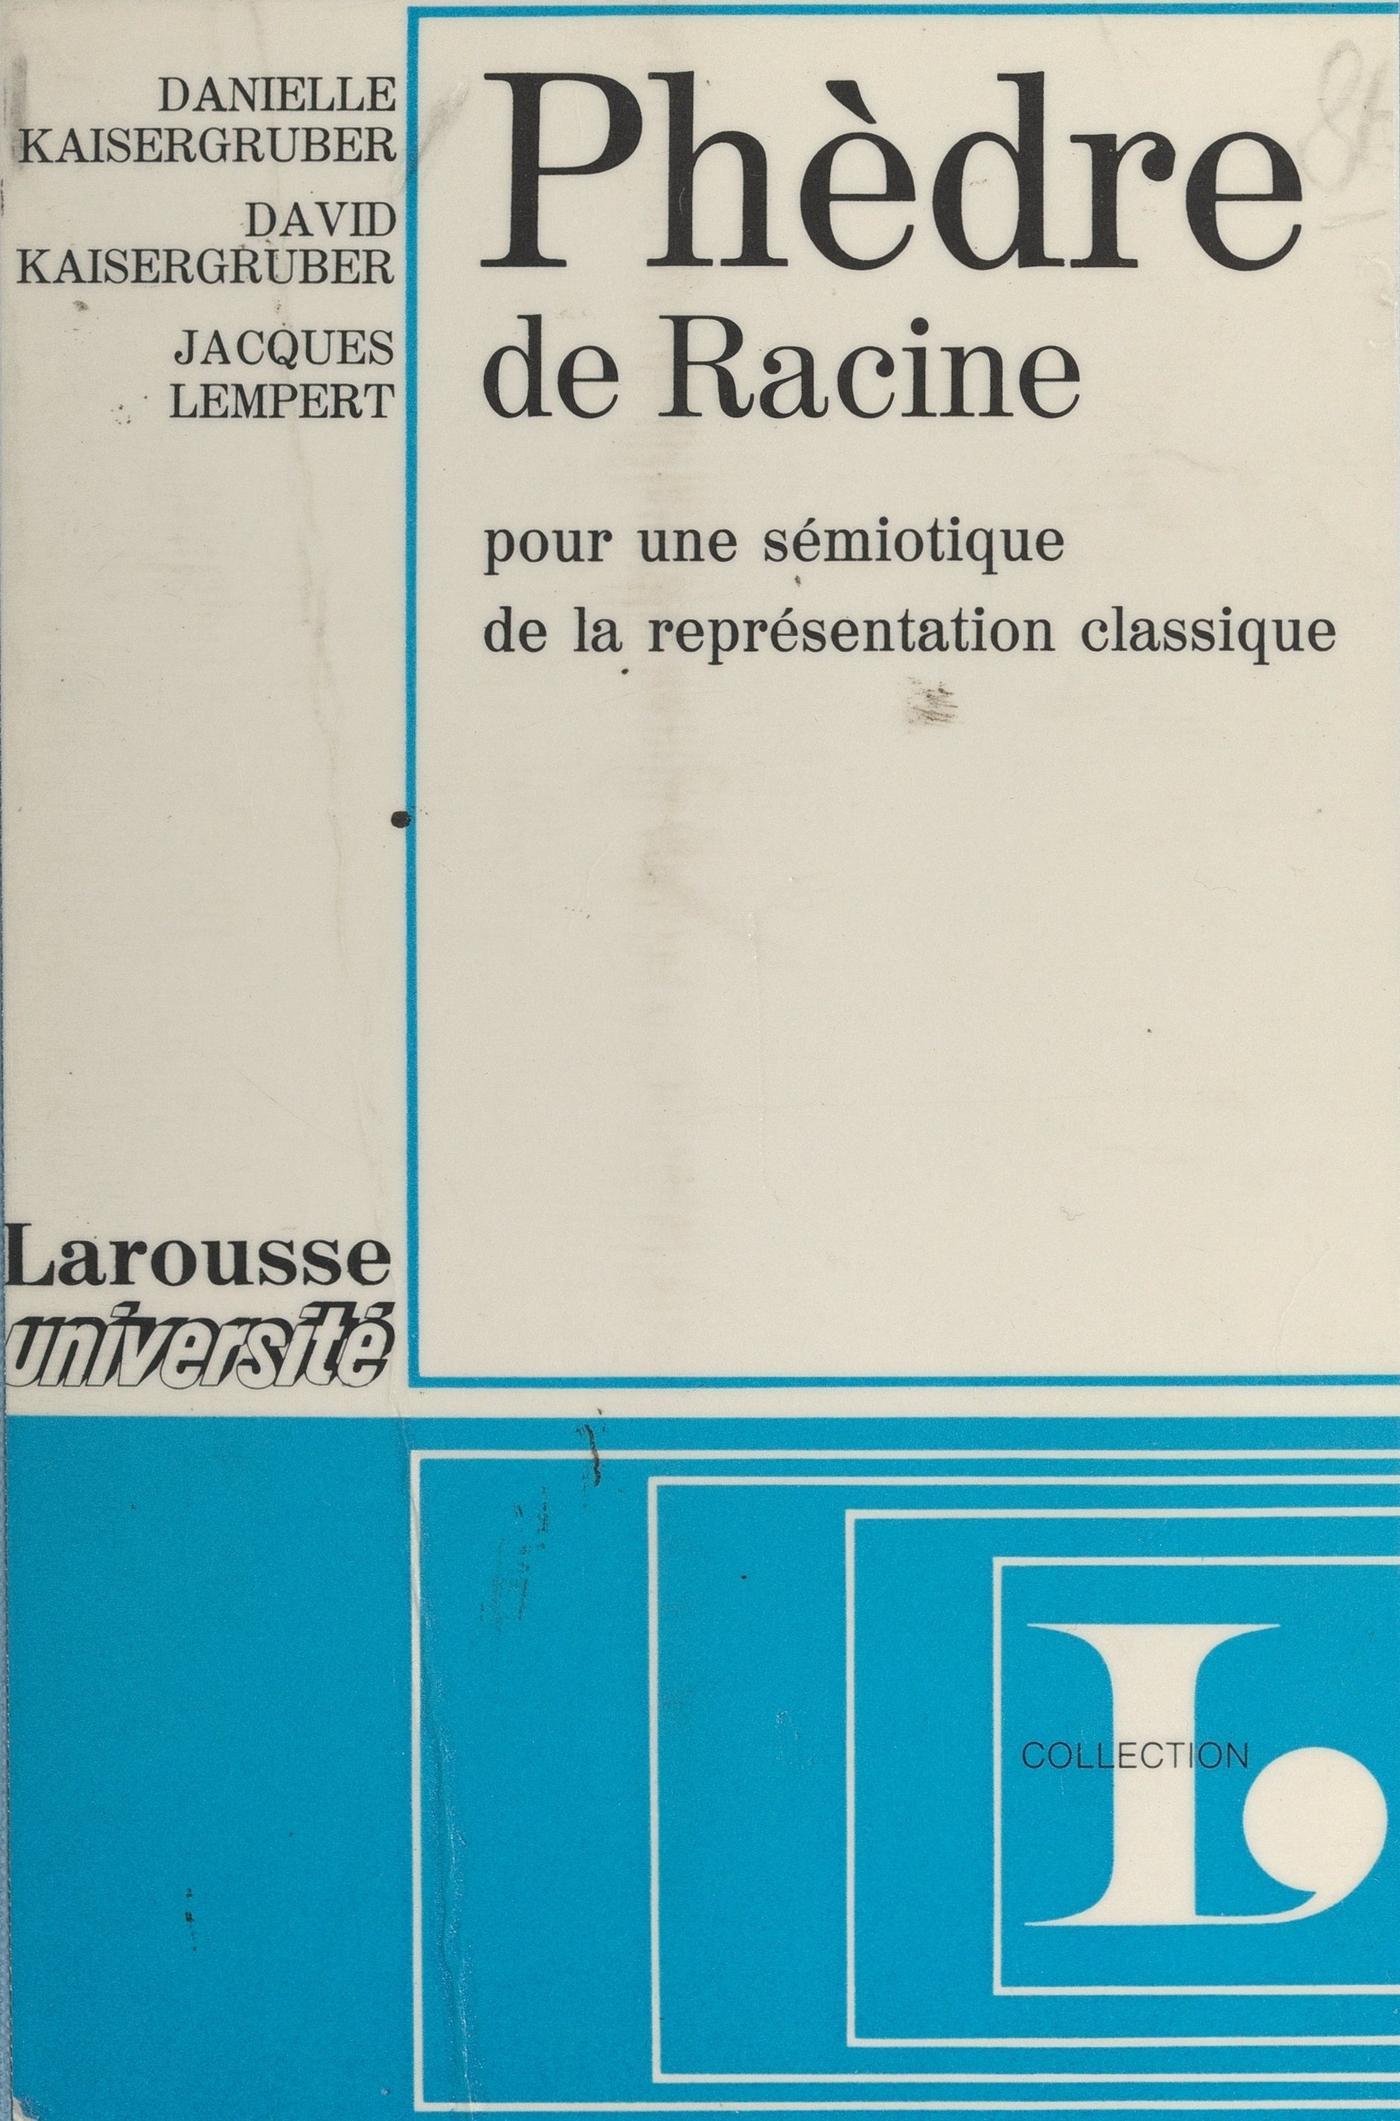 DANIELLE
KAISERGRUBER
DAVID
KAISERGRUBER
JACQUES
LEMPERT
Phèdre
de Racine
pour une sémiotique
de la représentation classique
Larousse
université
COLLECTION
L